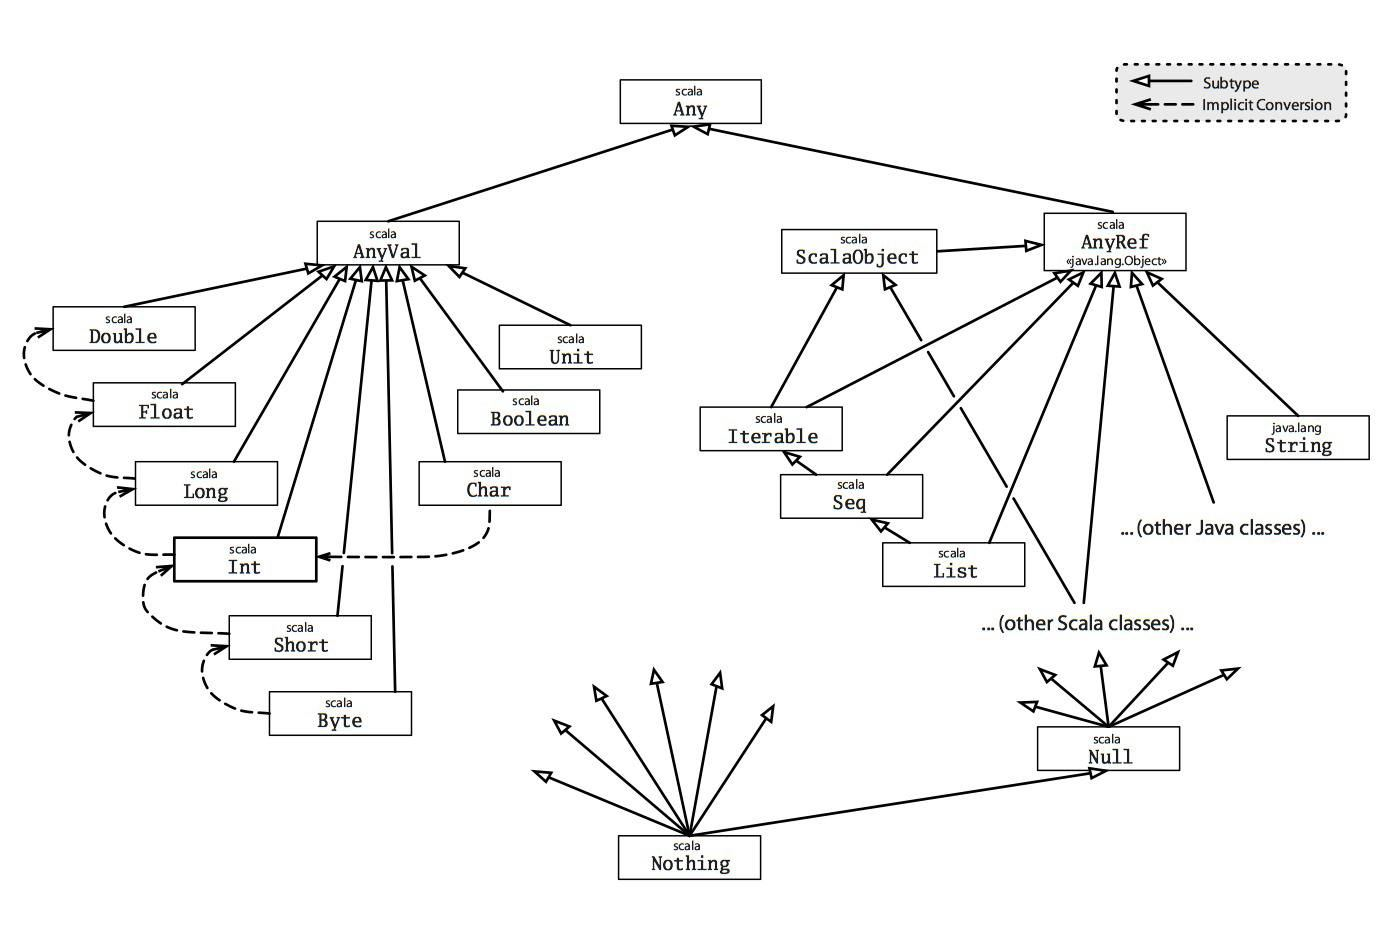 scala
Any
Subtype
Implicit Conversion
scala
AnyVal
scala
ScalaObject
scala
AnyRef
«java.lang.Object»
scala
Double
scala
Unit
scala
Float
scala
Boolean
scala
Iterable
java.lang
String
scala
Long
scala
Char
scala
Seq
... (other Java classes) ...
scala
Int
scala
List
scala
Short
... (other Scala classes) ...
scala
Byte
scala
Null
scala
Nothing